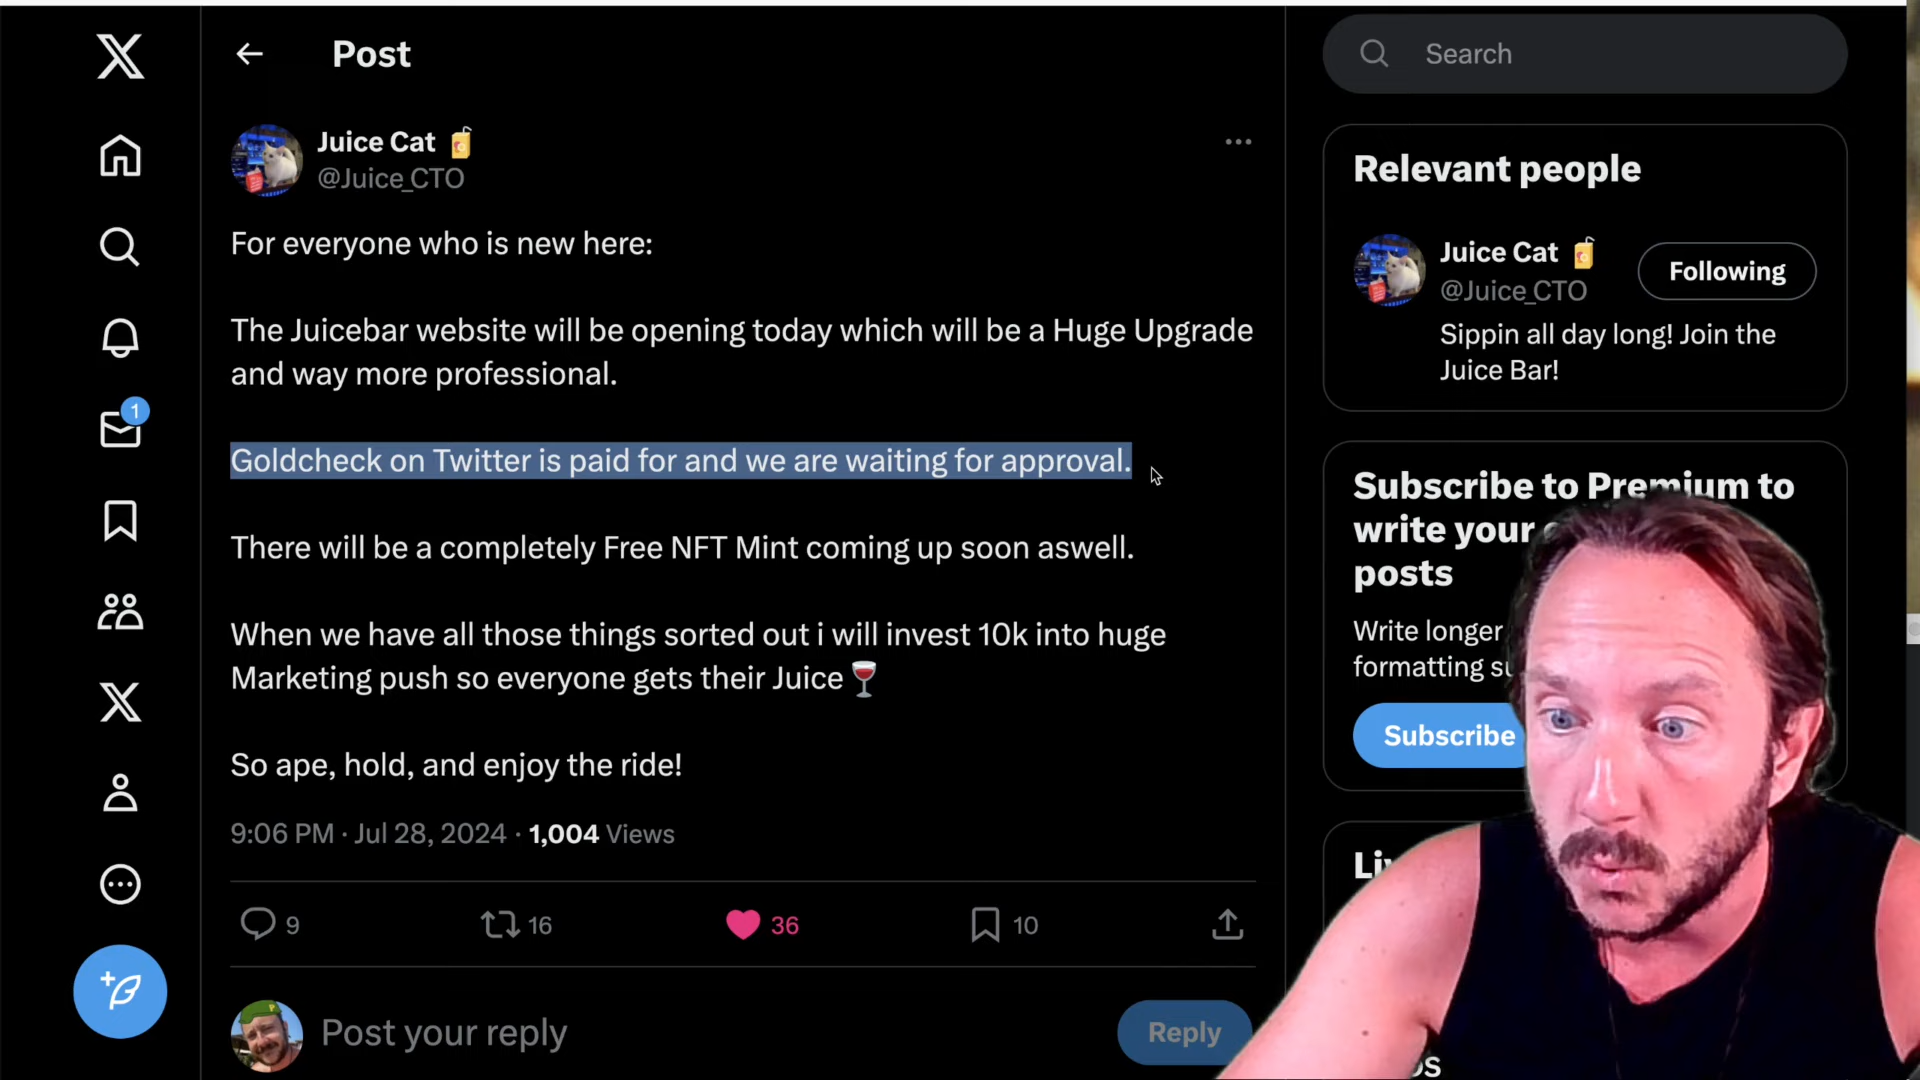 Post
Search
Juice Cat
@Juice_CTO
For everyone who is new here:
The Juicebar website will be opening today which will be a Huge Upgrade
and way more professional.
Goldcheck on Twitter is paid for and we are waiting for approval.
There will be a completely Free NFT Mint coming up soon aswell.
When we have all those things sorted out i will invest 10k into huge
Marketing push so everyone gets their Juice
So ape, hold, and enjoy the ride!
9:06 PM · Jul 28, 2024 · 1,004 Views
9
16
36
10
Post your reply
Reply
1
Relevant people
Juice Cat
@Juice_CTO
Following
Sippin all day long! Join the
Juice Bar!
Subscribe to Premium to
write your
posts
Write longer
formatting
Subscribe